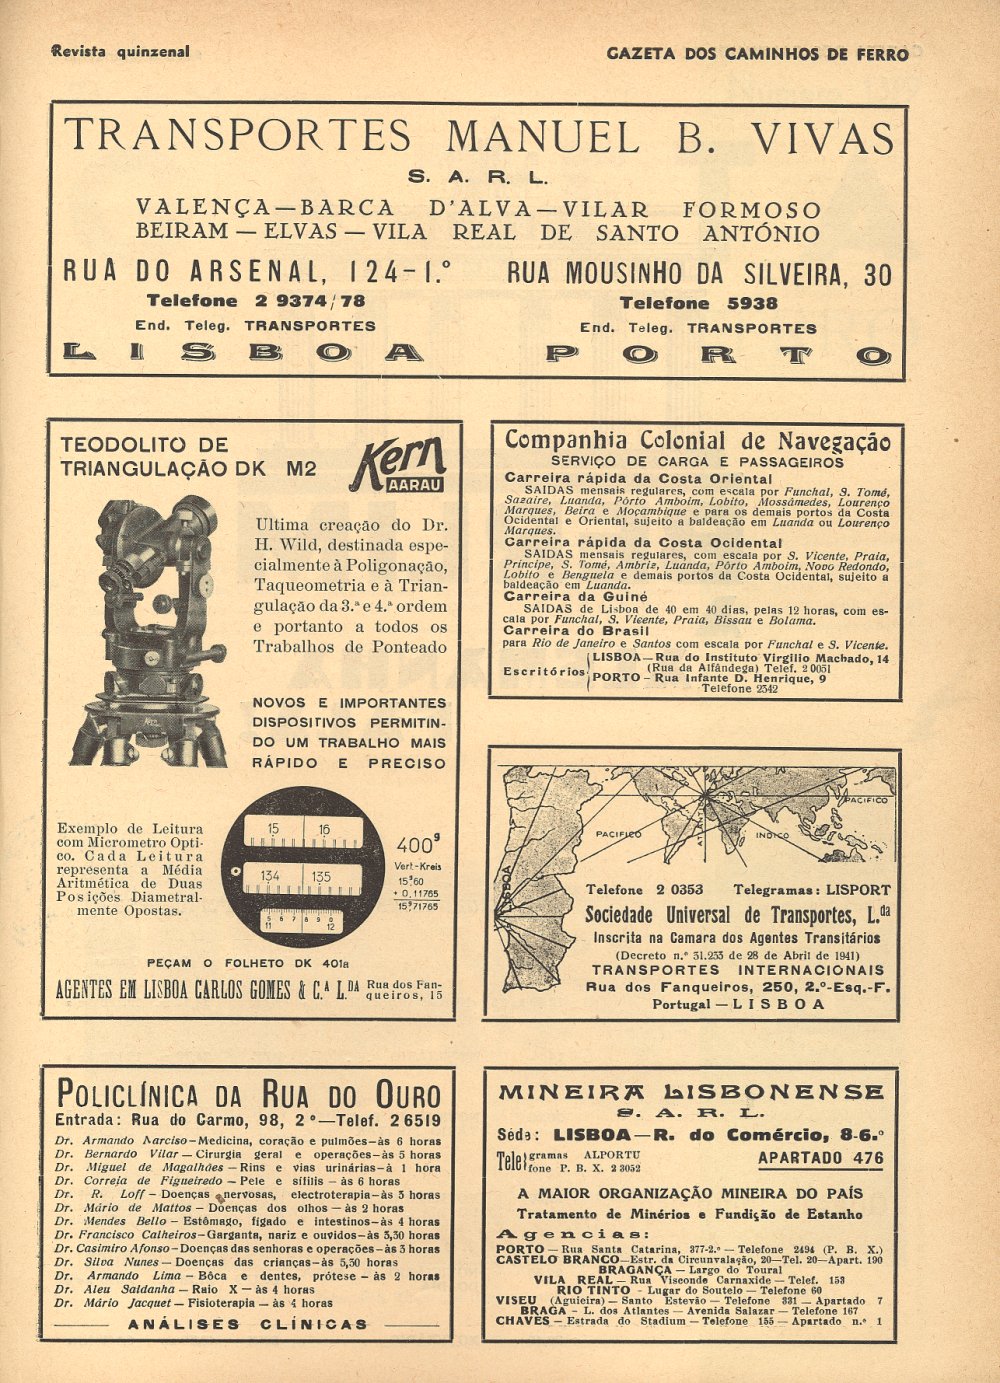 Revista quinzenal
GAZETA DOS CAMINHOS DE FERRO
TRANSPORTES MANUEL B. VIVAS
S. A. R. L.
VALENÇA—BARCA D'ALVA—VILAR FORMOSO
BEIRAM — ELVAS — VILA REAL DE SANTO ANTÓNIO
RUA DO ARSENAL, 124-1.º
Telefone 2 9374/78
End. Teleg. TRANSPORTES
LISBOA
RUA MOUSINHO DA SILVEIRA, 30
Telefone 5938
End. Teleg. TRANSPORTES
PORTO
TEODOLITO DE
TRIANGULAÇÃO DK M2
Kern
AARAU
Ultima creação do Dr.
H. Wild, destinada espe-
cialmente à Poligonação,
Taqueometria e à Trian-
gulação da 3.ª e 4.ª ordem
e portanto a todos os
Trabalhos de Ponteado
NOVOS E IMPORTANTES
DISPOSITIVOS PERMITIN-
DO UM TRABALHO MAIS
RÁPIDO E PRECISO
Exemplo de Leitura
com Micrometro Opti-
co. Cada Leitura
representa a Média
Aritmética de Duas
Posições Diametral-
mente Opostas.
15 16
134 135
5 6 7 8 9 0
11 12
400g
Vert-Kreis
15g60
+ 0,11765
15g71765
PEÇAM O FOLHETO DK 401a
AGENTES EM LISBOA CARLOS GOMES & C.A L.DA Rua dos Fan-
queiros, 15
Companhia Colonial de Navegação
SERVIÇO DE CARGA E PASSAGEIROS
Carreira rápida da Costa Oriental
SAIDAS mensais regulares, com escala por Funchal, S. Tomé,
Sazaire, Luanda, Pôrto Amboim, Lobito, Mossâmedes, Lourenço
Marques, Beira e Moçambique e para os demais portos da Costa
Ocidental e Oriental, sujeito a baldeação em Luanda ou Lourenço
Marques.
Carreira rápida da Costa Ocidental
SAIDAS mensais regulares, com escala por S. Vicente, Praia,
Príncipe, S. Tomé, Ambriz, Luanda, Pôrto Amboim, Novo Redondo,
Lobito e Benguela e demais portos da Costa Ocidental, sujeito a
baldeação em Luanda.
Carreira da Guiné
SAIDAS de Lisboa de 40 em 40 dias, pelas 12 horas, com es-
cala por Funchal, S. Vicente, Praia, Bissau e Bolama.
Carreira do Brasil
para Rio de Janeiro e Santos com escala por Funchal e S. Vicente.
Escritórios
LISBOA—Rua do Instituto Virgílio Machado, 14
(Rua da Alfândega) Telef. 2 0051
PORTO – Rua Infante D. Henrique, 9
Telefone 2342
PACIFICO
ATLANTICO
INDICO
PACIFICO
LISBOA
Telefone 2 0353 Telegramas: LISPORT
Sociedade Universal de Transportes, L.da
Inscrita na Camara dos Agentes Transitários
(Decreto n.º 31.233 de 28 de Abril de 1941)
TRANSPORTES INTERNACIONAIS
Rua dos Fanqueiros, 250, 2.º-Esq.-F.
Portugal — LISBOA
POLICLÍNICA DA RUA DO OURO
Entrada: Rua do Carmo, 98, 2º—Telef. 2 6519
Dr. Armando Narciso—Medicina, coração e pulmões—às 6 horas
Dr. Bernardo Vilar — Cirurgia geral e operações—às 5 horas
Dr. Miguel de Magalhães — Rins e vias urinárias—à 1 hora
Dr. Correia de Figueiredo — Pele e sífilis — às 6 horas
Dr. R. Loff — Doenças nervosas, electroterapia—às 3 horas
Dr. Mário de Mattos — Doenças dos olhos — às 2 horas
Dr. Mendes Bello — Estômago, fígado e intestinos—às 4 horas
Dr. Francisco Calheiros—Garganta, nariz e ouvidos—às 3,30 horas
Dr. Casimiro Afonso—Doenças das senhoras e operações—às 3 horas
Dr. Silva Nunes — Doenças das crianças—às 5,30 horas
Dr. Armando Lima — Bôca e dentes, prótese — às 2 horas
Dr. Aleu Saldanha — Raio X — às 4 horas
Dr. Mário Jacquet — Fisioterapia — às 4 horas
ANÁLISES CLÍNICAS
MINEIRA LISBONENSE
S. A. R. L.
Séde: LISBOA—R. do Comércio, 8-6.º
Tele
gramas ALPORTU
fone P. B. X. 2 3052
APARTADO 476
A MAIOR ORGANIZAÇÃO MINEIRA DO PAÍS
Tratamento de Minérios e Fundição de Estanho
Agencias:
PORTO — Rua Santa Catarina, 377-2.º — Telefone 2494 (P. B. X.)
CASTELO BRANCO—Estr. da Circunvalação, 20—Tel. 20—Apart. 190
BRAGANÇA — Largo do Toural
VILA REAL — Rua Visconde Carnaxide — Telef. 153
RIO TINTO - Lugar do Soutelo — Telefone 60
VISEU (Aguieira) — Santo Estevão — Telefone 331 — Apartado 7
BRAGA – L. dos Atlantes — Avenida Salazar — Telefone 167
CHAVES — Estrada do Stadium — Telefone 155 — Apartado n.º 1